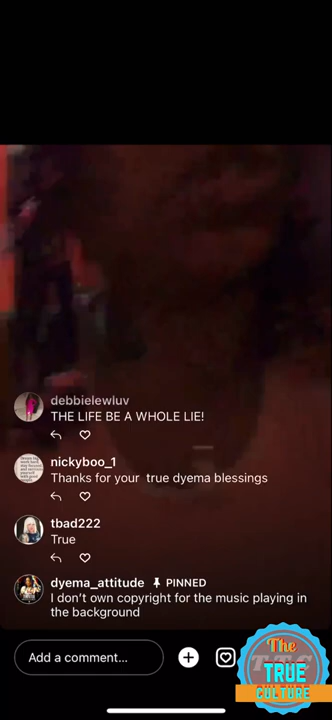 debbielewluv
THE LIFE BE A WHOLE LIE!
nickyboo_1
Thanks for your  true dyema blessings
tbad222
True
dyema_attitude PINNED
I don't own copyright for the music playing in
the background
Add a comment...
The
TRUE
CULTURE